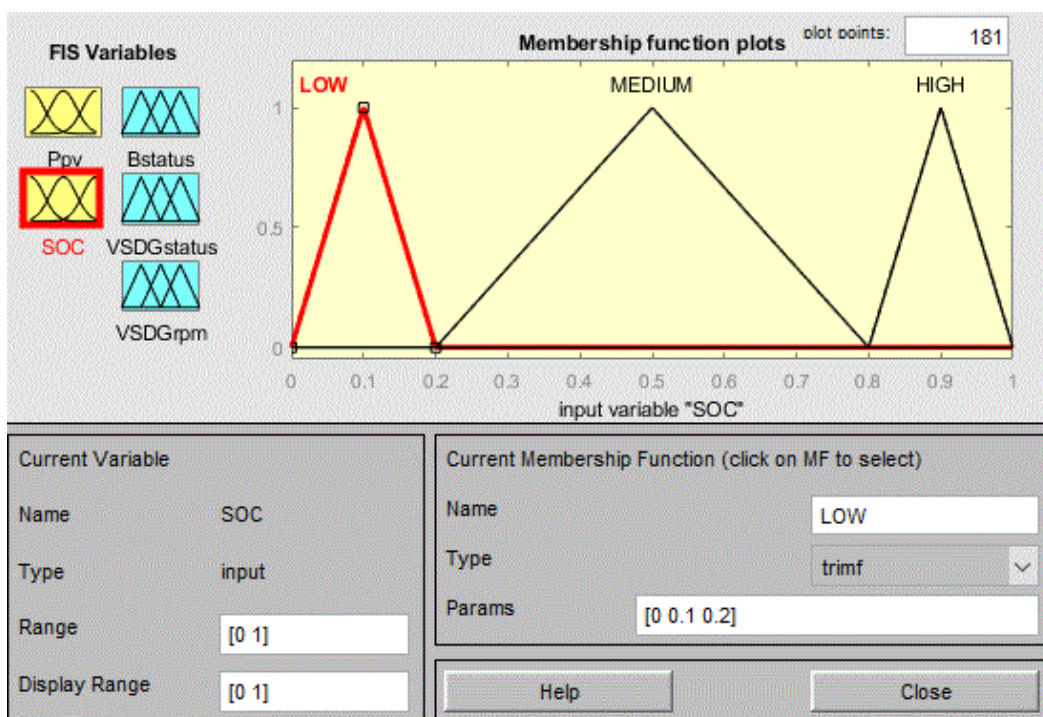 FIS Variables
Membership function plots
plot points:
181
Ppv
Bstatus
SOC
VSDGstatus
VSDGrpm
LOW
MEDIUM
HIGH
1
0.5
0
0 0.1 0.2 0.3 0.4 0.5 0.6 0.7 0.8 0.9 1
input variable "SOC"
Current Variable
Name SOC
Type input
Range [0 1]
Display Range [0 1]
Current Membership Function (click on MF to select)
Name LOW
Type trimf
Params [0 0.1 0.2]
Help
Close